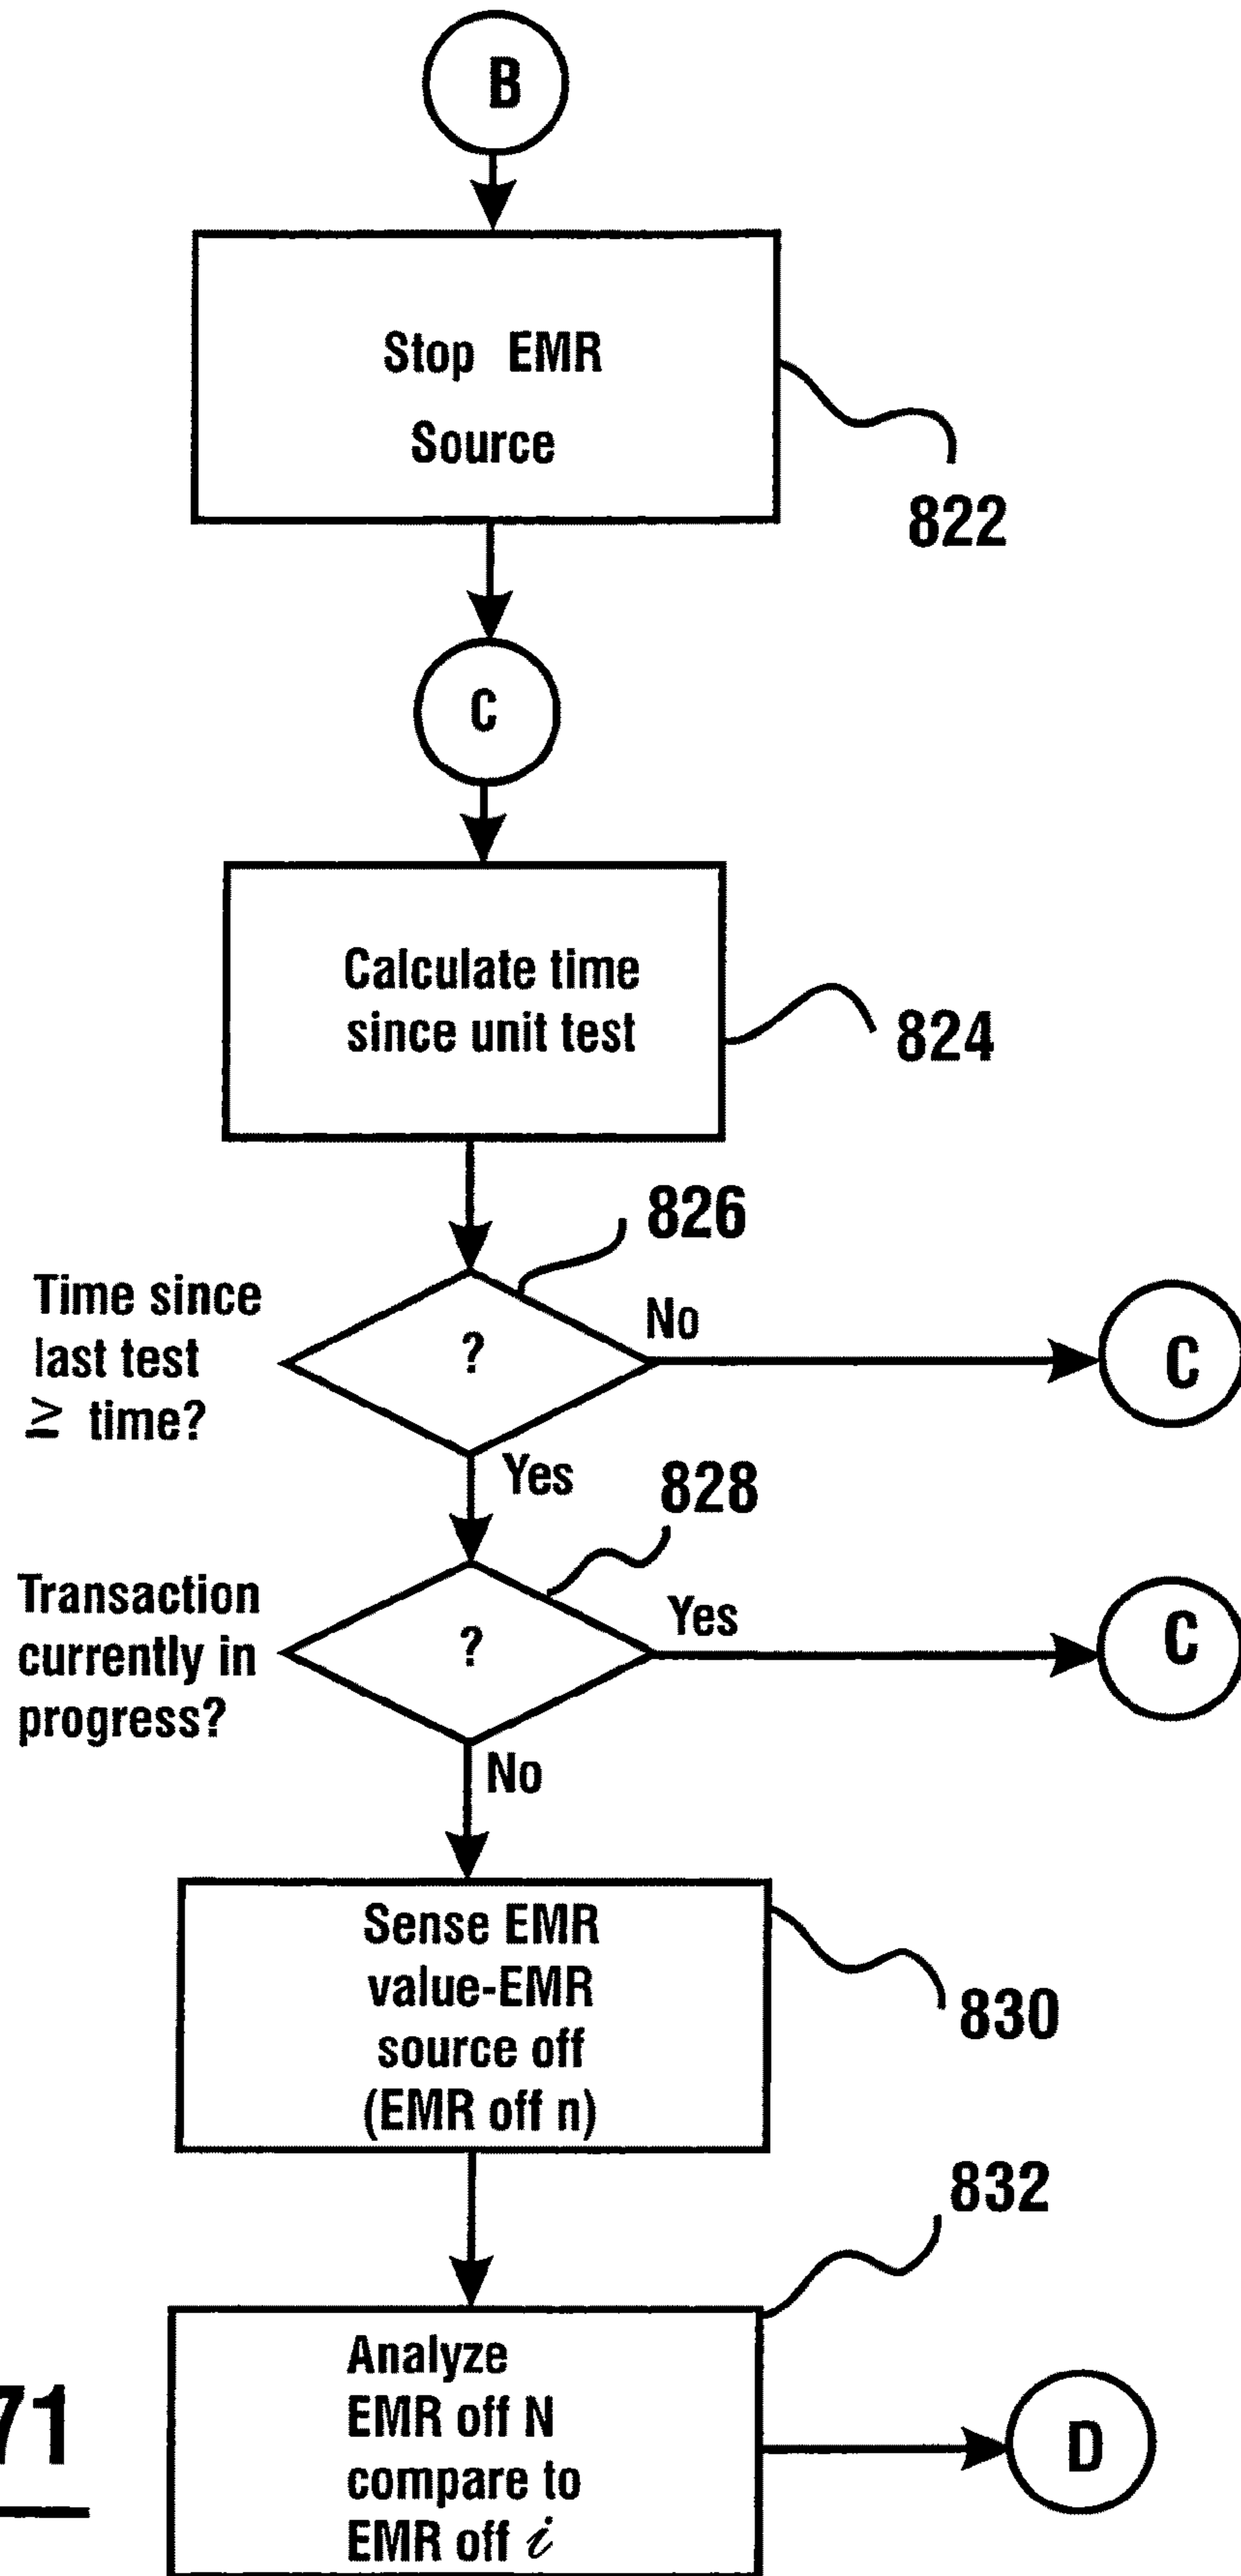 B
Stop EMR
Source
822
C
Calculate time
since unit test
824
826
Time since
last test
≥ time?
?
No
C
Yes
828
Transaction
currently in
progress?
?
Yes
C
No
Sense EMR
value-EMR
source off
(EMR off n)
830
832
Analyze
EMR off N
compare to
EMR off i
D
71